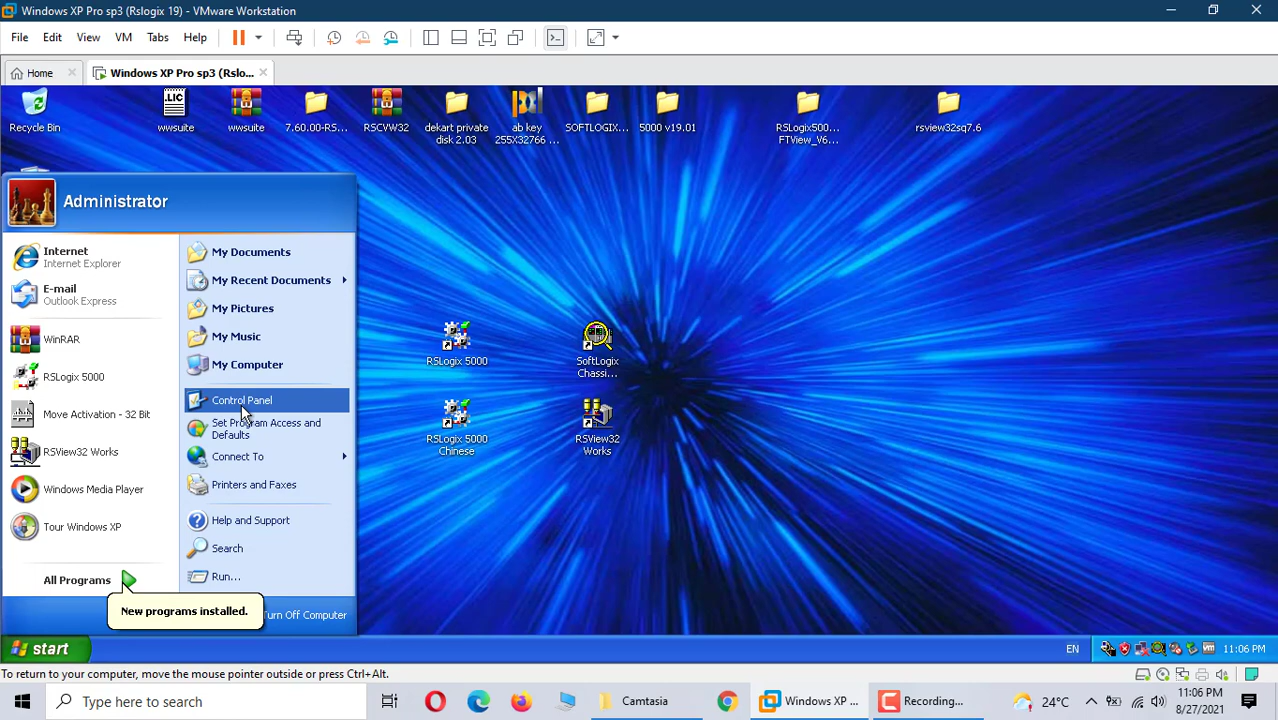 Windows XP Pro sp3 (Rslogix 19) - VMware Workstation
File Edit View VM Tabs Help
Home
Windows XP Pro sp3 (Rslo...
Recycle Bin
wwsuite
wwsuite
7.60.00-RS...
RSCVW32
dekart private
disk 2.03
ab key
255X32766 ...
SOFTLOGIX...
5000 v19.01
RSLogix500...
FTView_V6...
rsview32sq7.6
Administrator
Internet
Internet Explorer
E-mail
Outlook Express
WinRAR
RSLogix 5000
Move Activation - 32 Bit
RSView32 Works
Windows Media Player
Tour Windows XP
All Programs
My Documents
My Recent Documents
My Pictures
My Music
My Computer
Control Panel
Set Program Access and
Defaults
Connect To
Printers and Faxes
Help and Support
Search
Run...
New programs installed.
Turn Off Computer
RSLogix 5000
SoftLogix
Chassi...
RSLogix 5000
Chinese
RSView32
Works
start
EN
11:06 PM
To return to your computer, move the mouse pointer outside or press Ctrl+Alt.
Type here to search
Camtasia
Windows XP ...
Recording...
24°C
11:06 PM
8/27/2021